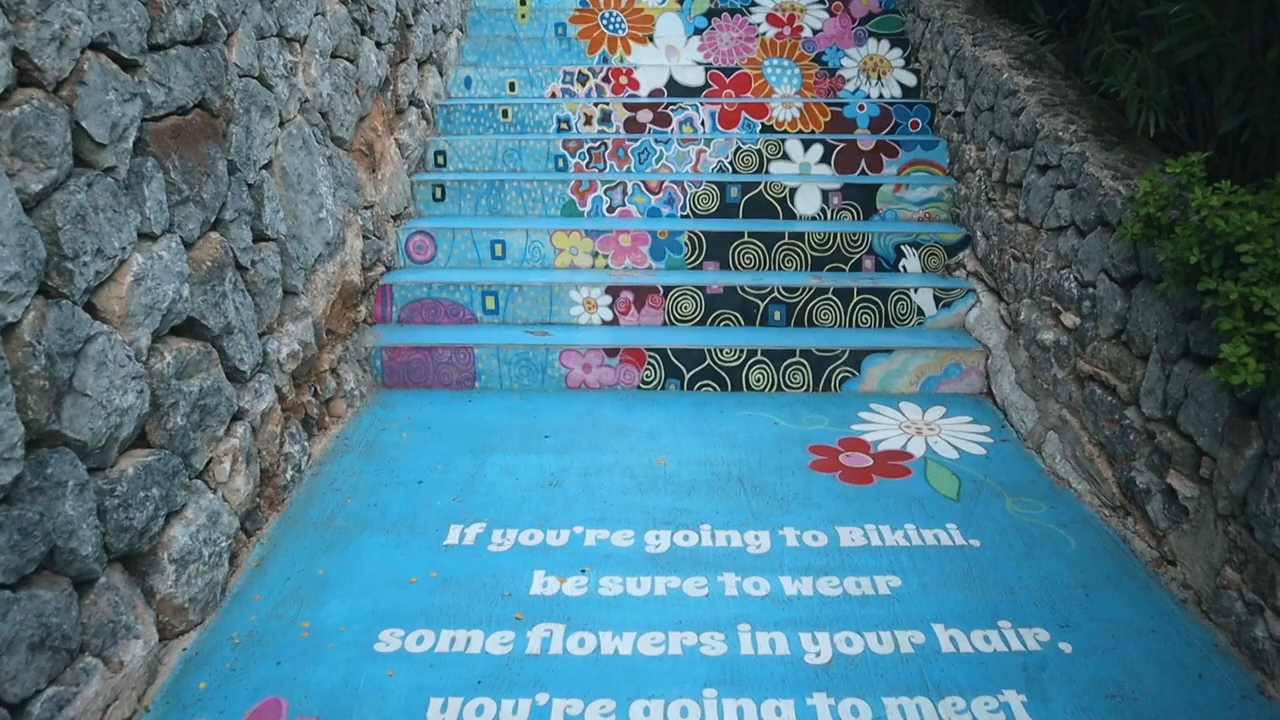 If you're going to Bikini,
be sure to wear
some flowers in your hair,
you're going to meet